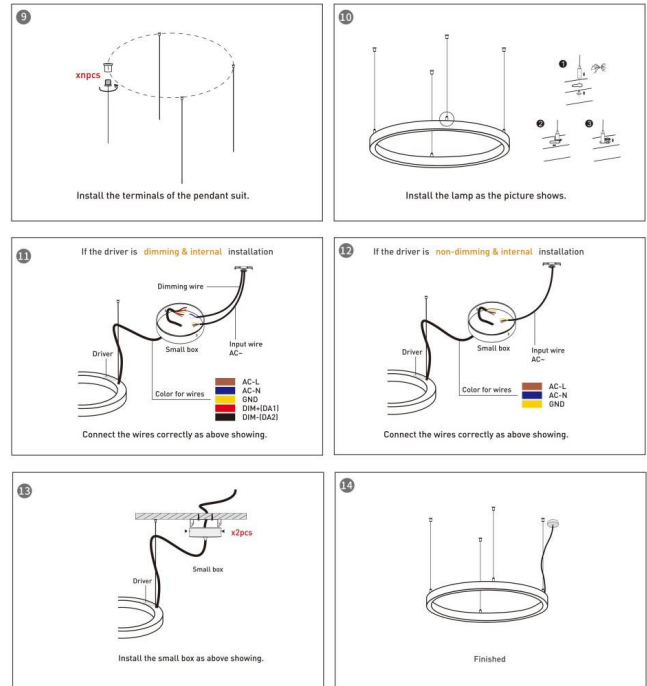 9
xnpcs
Install the terminals of the pendant suit.
10
1
2
3
Install the lamp as the picture shows.
11
If the driver is dimming & internal installation
Dimming wire
Small box
Input wire
AC~
Driver
Color for wires
AC-L
AC-N
GND
DIM+(DA1)
DIM-(DA2)
Connect the wires correctly as above showing.
12
If the driver is non-dimming & internal installation
Small box
Input wire
AC~
Driver
Color for wires
AC-L
AC-N
GND
Connect the wires correctly as above showing.
13
x2pcs
Small box
Driver
Install the small box as above showing.
14
Finished